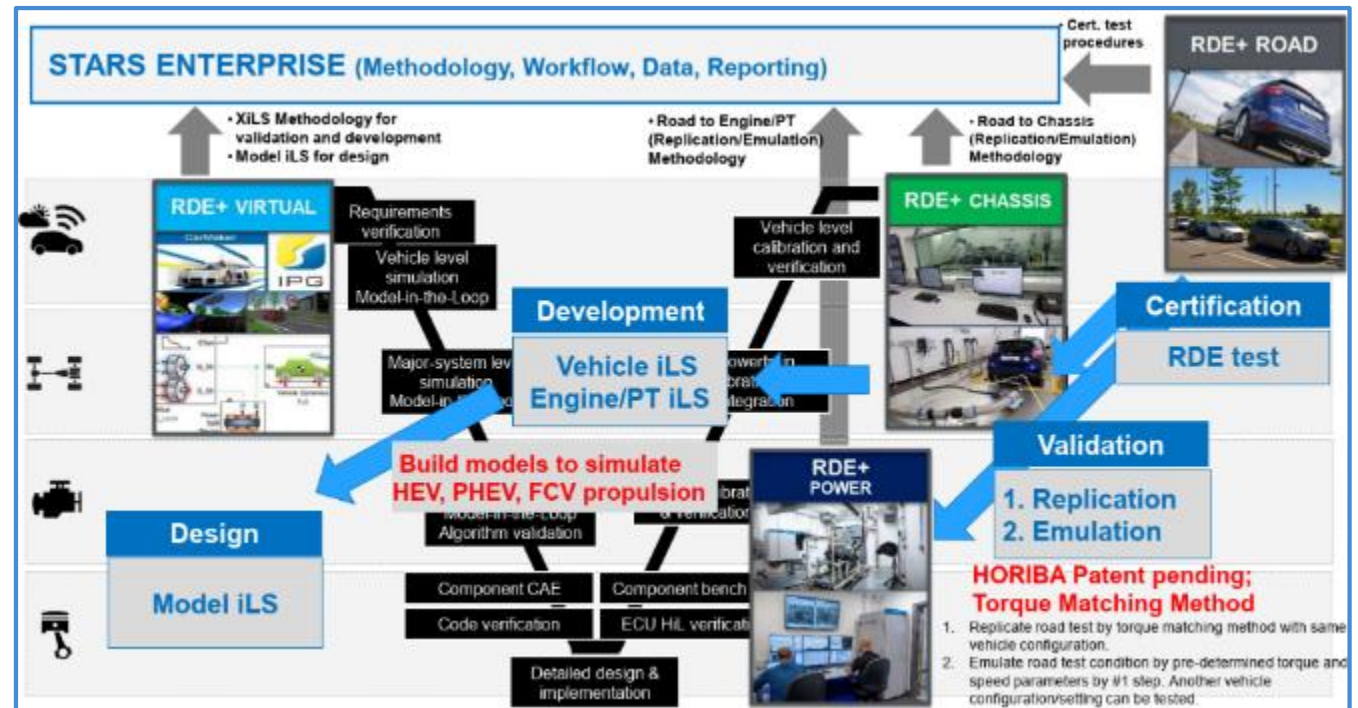 STARS ENTERPRISE (Methodology, Workflow, Data, Reporting)
• Cert. test
procedures
RDE+ ROAD
• XiLS Methodology for
validation and development
• Model iLS for design
• Road to Engine/PT
(Replication/Emulation)
Methodology
• Road to Chassis
(Replication/Emulation)
Methodology
RDE+ VIRTUAL
CarMaker
IPG
Requirements
verification
Vehicle level
simulation
Model-in-the-Loop
Vehicle level
calibration and
verification
RDE+ CHASSIS
Development
Vehicle iLS
Engine/PT iLS
Certification
RDE test
Major-system
simulation
Build models to simulate
HEV, PHEV, FCV propulsion
Model-in-the-Loop
Algorithm validation
RDE+
POWER
Validation
1. Replication
2. Emulation
Design
Model iLS
Component CAE
Code verification
Component bench
ECU HiL
Detailed design &
implementation
HORIBA Patent pending;
Torque Matching Method
1. Replicate road test by torque matching method with same
vehicle configuration.
2. Emulate road test condition by pre-determined torque and
speed parameters by #1 step. Another vehicle
configuration/setting can be tested.